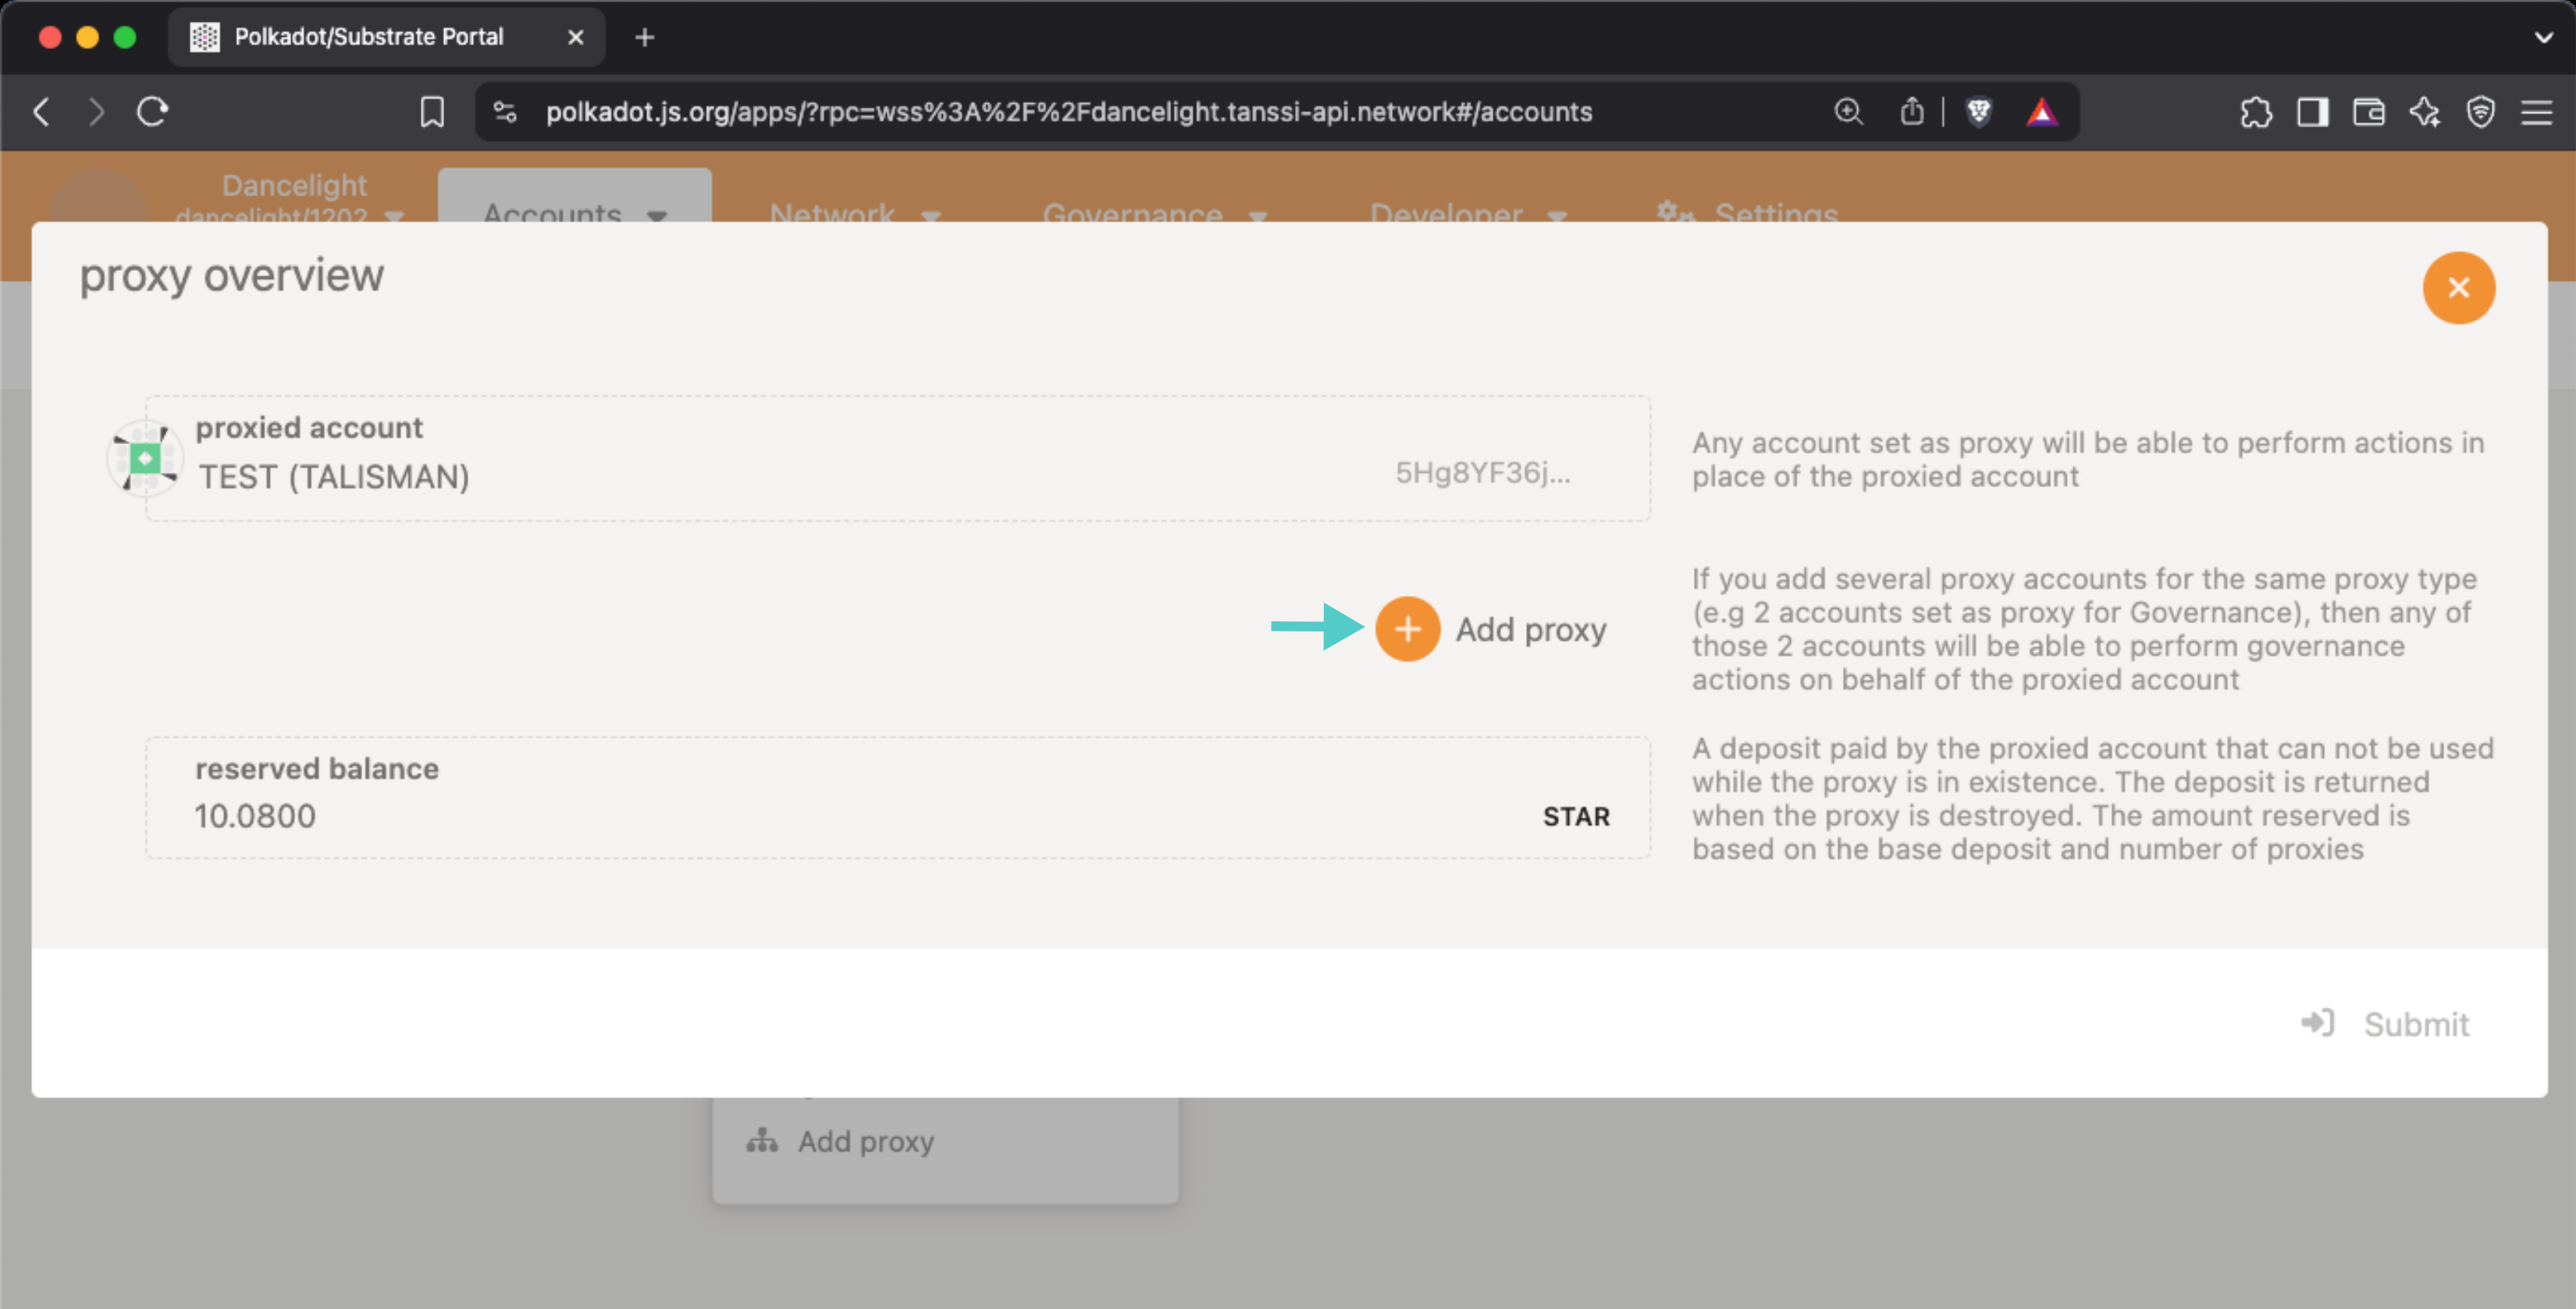 Polkadot/Substrate Portal
polkadot.js.org/apps/?rpc=wss%3A%2F%2Fdancelight.tanssi-api.network#/accounts
Dancelight
dancelight/1202
Accounts
Network
Governance
Developer
Settings
proxy overview
proxied account
TEST (TALISMAN)
5Hg8YF36j...
Any account set as proxy will be able to perform actions in
place of the proxied account
Add proxy
If you add several proxy accounts for the same proxy type
(e.g 2 accounts set as proxy for Governance), then any of
those 2 accounts will be able to perform governance
actions on behalf of the proxied account
reserved balance
10.0800
STAR
A deposit paid by the proxied account that can not be used
while the proxy is in existence. The deposit is returned
when the proxy is destroyed. The amount reserved is
based on the base deposit and number of proxies
Submit
Add proxy